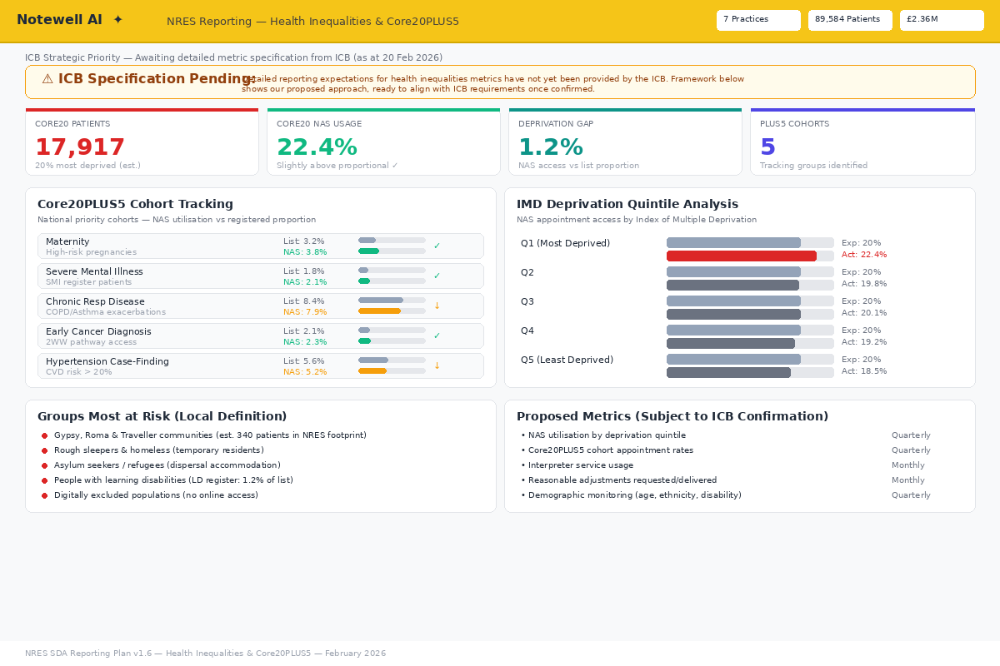 Notewell AI ✦
NRES Reporting — Health Inequalities & Core20PLUS5
7 Practices
89,584 Patients
£2.36M
ICB Strategic Priority — Awaiting detailed metric specification from ICB (as at 20 Feb 2026)
⚠ ICB Specification Pending:
Detailed reporting expectations for health inequalities metrics have not yet been provided by the ICB. Framework below
shows our proposed approach, ready to align with ICB requirements once confirmed.
CORE20 PATIENTS
17,917
20% most deprived (est.)
CORE20 NAS USAGE
22.4%
Slightly above proportional ✓
DEPRIVATION GAP
1.2%
NAS access vs list proportion
PLUS5 COHORTS
5
Tracking groups identified
Core20PLUS5 Cohort Tracking
National priority cohorts — NAS utilisation vs registered proportion
Maternity
High-risk pregnancies
List: 3.2%
NAS: 3.8%
✓
Severe Mental Illness
SMI register patients
List: 1.8%
NAS: 2.1%
✓
Chronic Resp Disease
COPD/Asthma exacerbations
List: 8.4%
NAS: 7.9%
↓
Early Cancer Diagnosis
2WW pathway access
List: 2.1%
NAS: 2.3%
✓
Hypertension Case-Finding
CVD risk > 20%
List: 5.6%
NAS: 5.2%
↓
IMD Deprivation Quintile Analysis
NAS appointment access by Index of Multiple Deprivation
Q1 (Most Deprived)
Exp: 20%
Act: 22.4%
Q2
Exp: 20%
Act: 19.8%
Q3
Exp: 20%
Act: 20.1%
Q4
Exp: 20%
Act: 19.2%
Q5 (Least Deprived)
Exp: 20%
Act: 18.5%
Groups Most at Risk (Local Definition)
● Gypsy, Roma & Traveller communities (est. 340 patients in NRES footprint)
● Rough sleepers & homeless (temporary residents)
● Asylum seekers / refugees (dispersal accommodation)
● People with learning disabilities (LD register: 1.2% of list)
● Digitally excluded populations (no online access)
Proposed Metrics (Subject to ICB Confirmation)
• NAS utilisation by deprivation quintile Quarterly
• Core20PLUS5 cohort appointment rates Quarterly
• Interpreter service usage Monthly
• Reasonable adjustments requested/delivered Monthly
• Demographic monitoring (age, ethnicity, disability) Quarterly
NRES SDA Reporting Plan v1.6 — Health Inequalities & Core20PLUS5 — February 2026